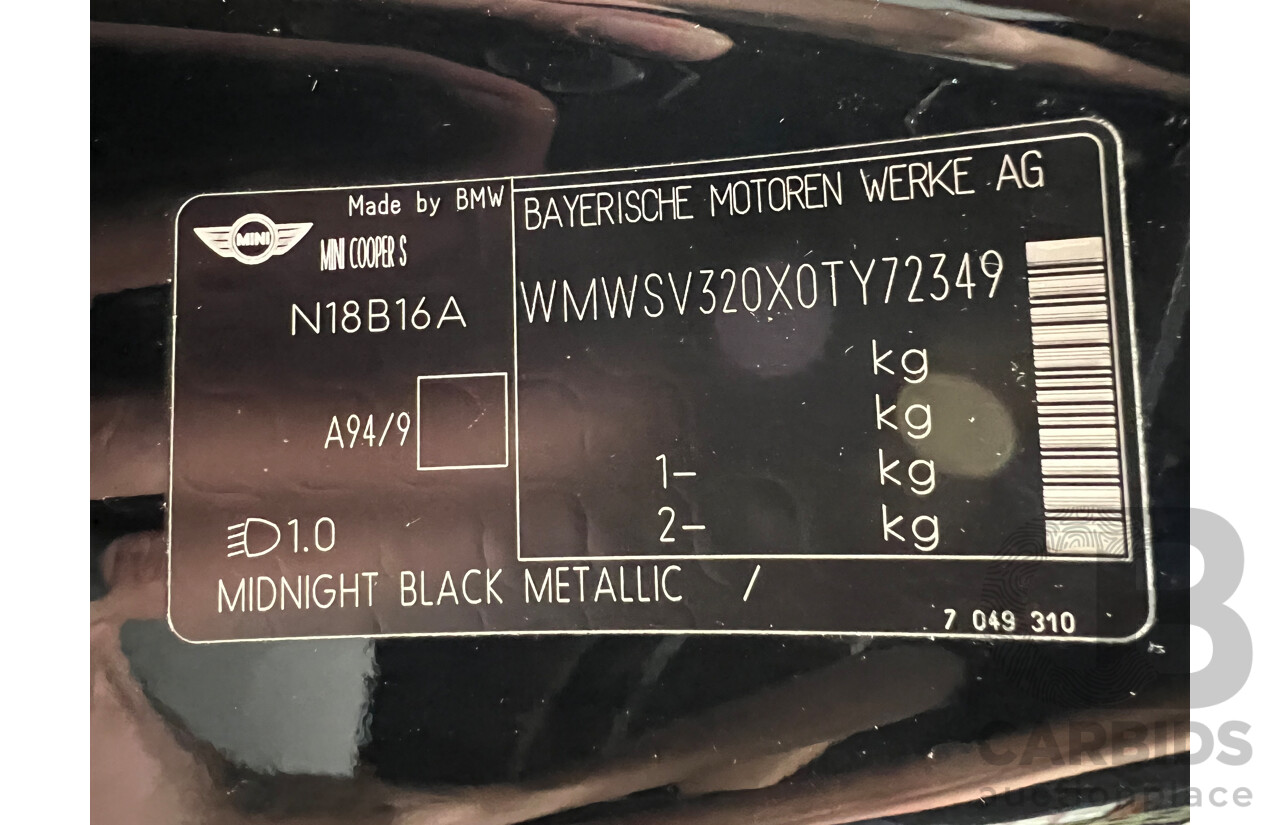 Made by BMW
MINI
MINI COOPER S
N18B16A
A94/9
1.0
BAYERISCHE MOTOREN WERKE AG
WMWSV320X0TY72349
kg
kg
1- kg
2- kg
MIDNIGHT BLACK METALLIC /
7 049 310
CARBIDS
auctionplace